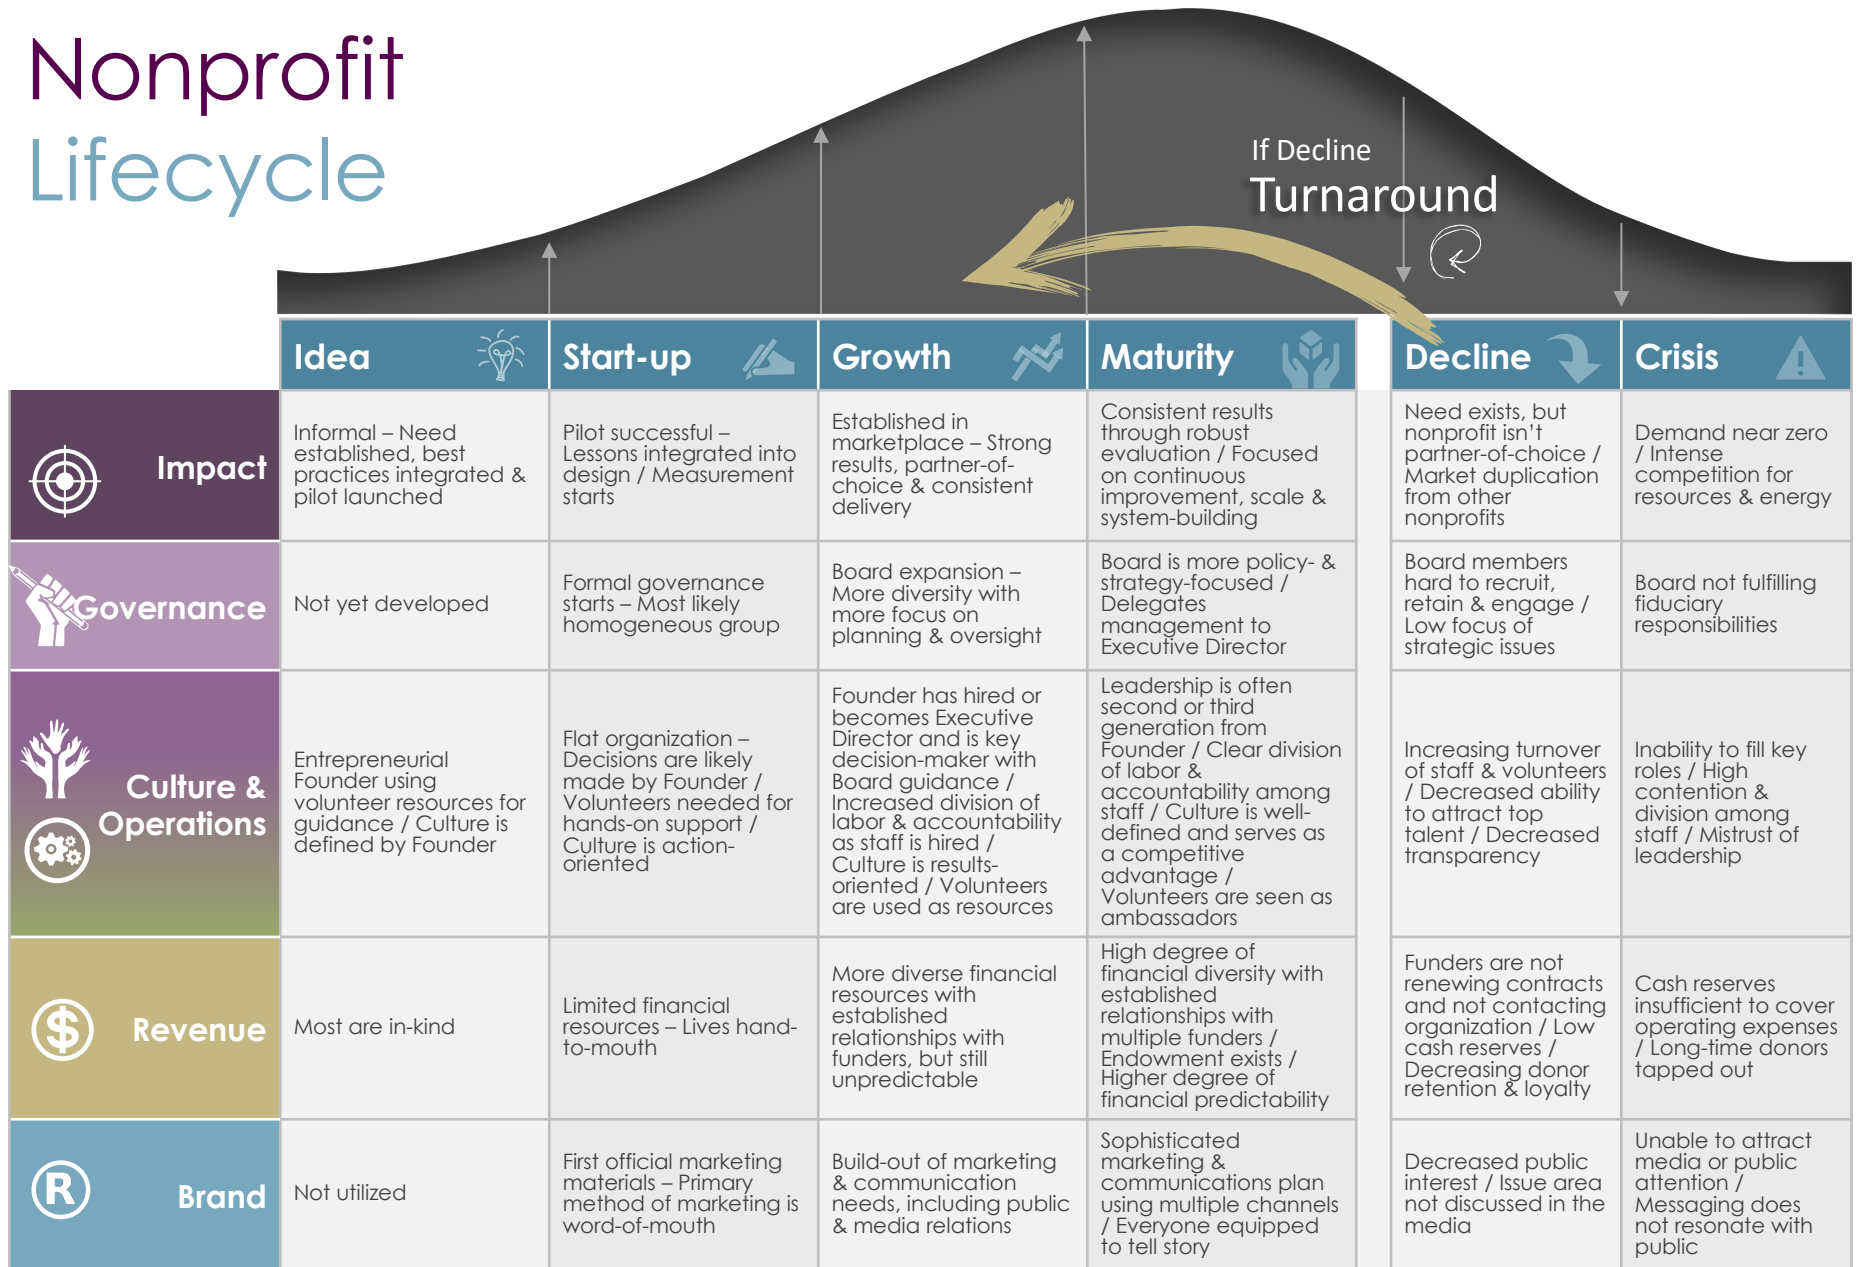 Nonprofit
Lifecycle
If Decline
Turnaround
Idea
Start-up
Growth
Maturity
Decline
Crisis
Impact
Informal – Need
established, best
practices integrated &
pilot launched
Pilot successful –
Lessons integrated into
design / Measurement
starts
Established in
marketplace – Strong
results, partner-of-
choice & consistent
delivery
Consistent results
through robust
evaluation / Focused
on continuous
improvement, scale &
system-building
Need exists, but
nonprofit isn't
partner-of-choice /
Market duplication
from other
nonprofits
Demand near zero
/ Intense
competition for
resources & energy
Governance
Not yet developed
Formal governance
starts – Most likely
homogeneous group
Board expansion –
More diversity with
more focus on
planning & oversight
Board is more policy- &
strategy-focused /
Delegates
management to
Executive Director
Board members
hard to recruit,
retain & engage /
Low focus of
strategic issues
Board not fulfilling
fiduciary
responsibilities
Culture &
Operations
Entrepreneurial
Founder using
volunteer resources for
guidance / Culture is
defined by Founder
Flat organization –
Decisions are likely
made by Founder /
Volunteers needed for
hands-on support /
Culture is action-
oriented
Founder has hired or
becomes Executive
Director and is key
decision-maker with
Board guidance /
Increased division of
labor & accountability
as staff is hired /
Culture is results-
oriented / Volunteers
are used as resources
Leadership is often
second or third
generation from
Founder / Clear division
of labor &
accountability among
staff / Culture is well-
defined and serves as
a competitive
advantage /
Volunteers are seen as
ambassadors
Increasing turnover
of staff & volunteers
/ Decreased ability
to attract top
talent / Decreased
transparency
Inability to fill key
roles / High
contention &
division among
staff / Mistrust of
leadership
$
Revenue
Most are in-kind
Limited financial
resources – Lives hand-
to-mouth
More diverse financial
resources with
established
relationships with
funders, but still
unpredictable
High degree of
financial diversity with
established
relationships with
multiple funders /
Endowment exists /
Higher degree of
financial predictability
Funders are not
renewing contracts
and not contacting
organization / Low
cash reserves /
Decreasing donor
retention & loyalty
Cash reserves
insufficient to cover
operating expenses
/ Long-time donors
tapped out
R
Brand
Not utilized
First official marketing
materials – Primary
method of marketing is
word-of-mouth
Build-out of marketing
& communication
needs, including public
& media relations
Sophisticated
marketing &
communications plan
using multiple channels
/ Everyone equipped
to tell story
Decreased public
interest / Issue area
not discussed in the
media
Unable to attract
media or public
attention /
Messaging does
not resonate with
public